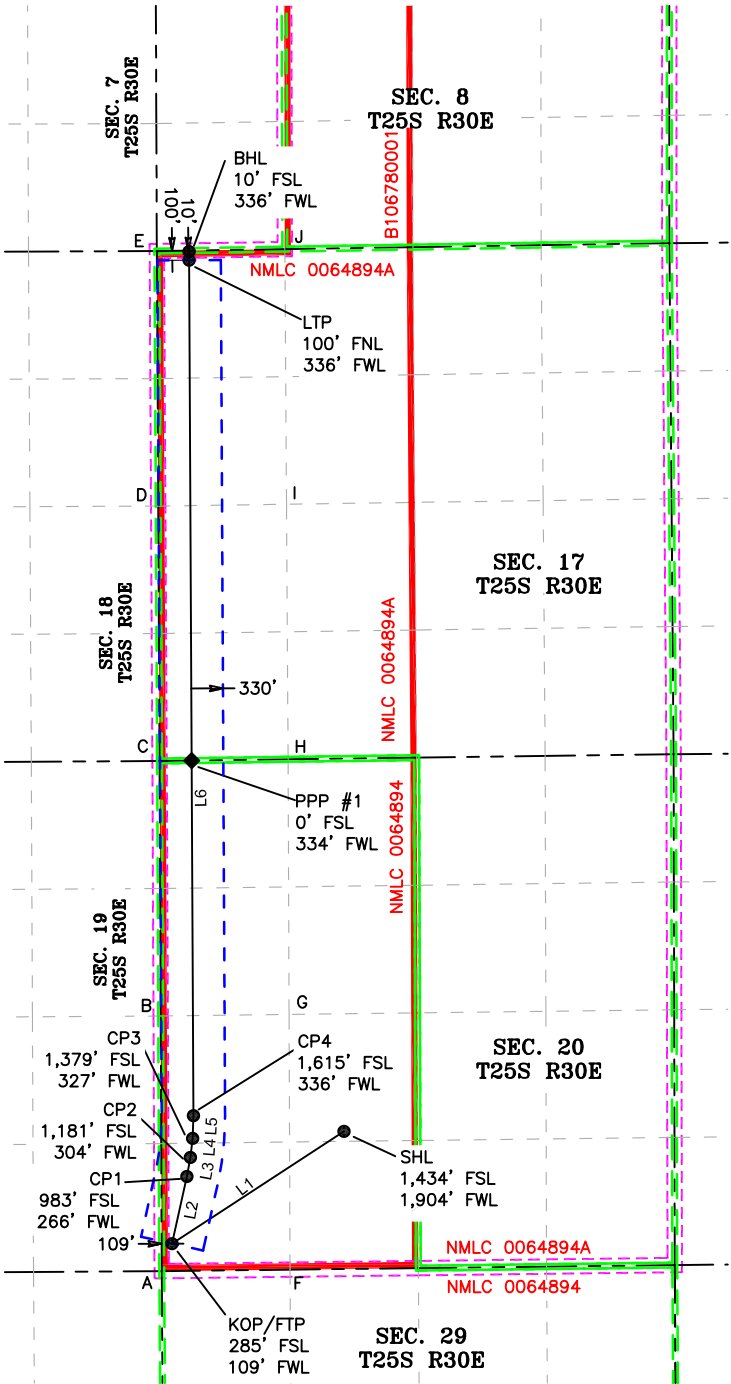 SEC. 7
T25S R30E
SEC. 8
T25S R30E
B106780001
BHL
10' FSL
336' FWL
100'
10'
E
J
NMLC 0064894A
LTP
100' FNL
336' FWL
D
I
SEC. 17
T25S R30E
SEC. 18
T25S R30E
NMLC 0064894A
330'
C
H
L6
PPP #1
0' FSL
334' FWL
NMLC 0064894
SEC. 19
T25S R30E
B
G
CP3
1,379' FSL
327' FWL
CP4
1,615' FSL
336' FWL
SEC. 20
T25S R30E
CP2
1,181' FSL
304' FWL
L5
L4
L3
SHL
1,434' FSL
1,904' FWL
CP1
983' FSL
266' FWL
L1
L2
109'
NMLC 0064894A
A
F
NMLC 0064894
KOP/FTP
285' FSL
109' FWL
SEC. 29
T25S R30E